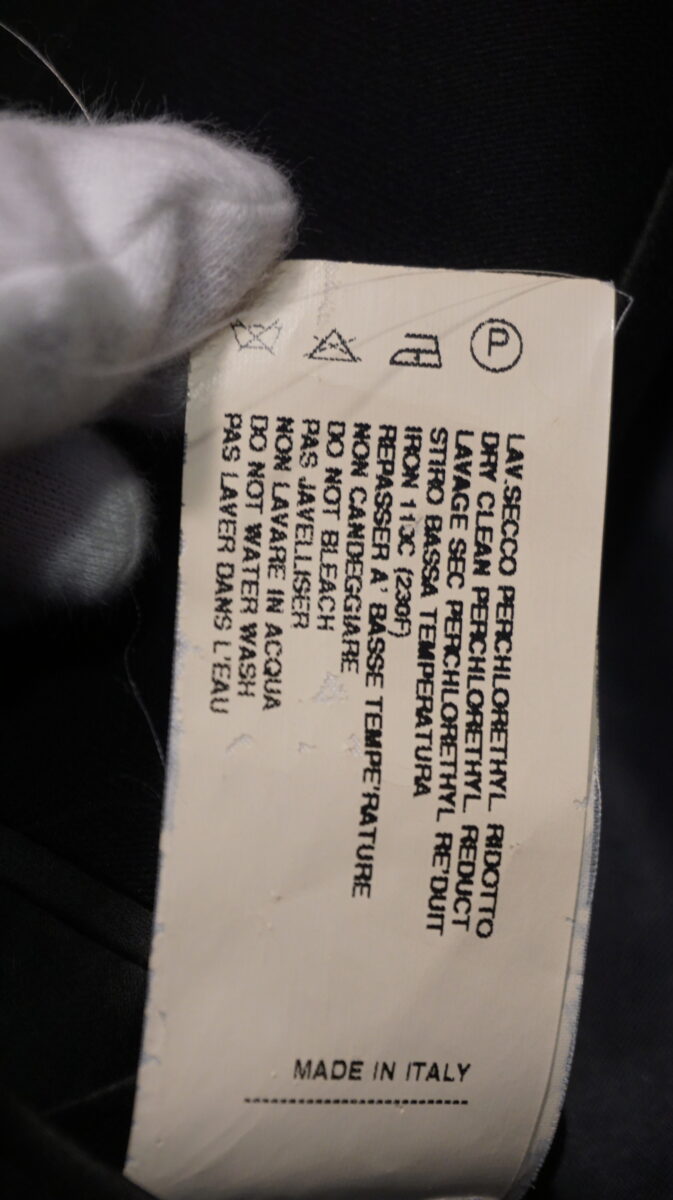 P
LAV.SECCO PERCHLORETHYL. RIDOTTO
DRY CLEAN PERCHLORETHYL. REDUCT
LAVAGE SEC PERCHLORETHYL RE'DUIT
STIRO BASSA TEMPERATURA
IRON 110C (230F)
REPASSER A' BASSE TEMPE'RATURE
NON CANDEGGIARE
DO NOT BLEACH
PAS JAVELLISER
NON LAVARE IN ACQUA
DO NOT WATER WASH
PAS LAVER DANS L'EAU
MADE IN ITALY